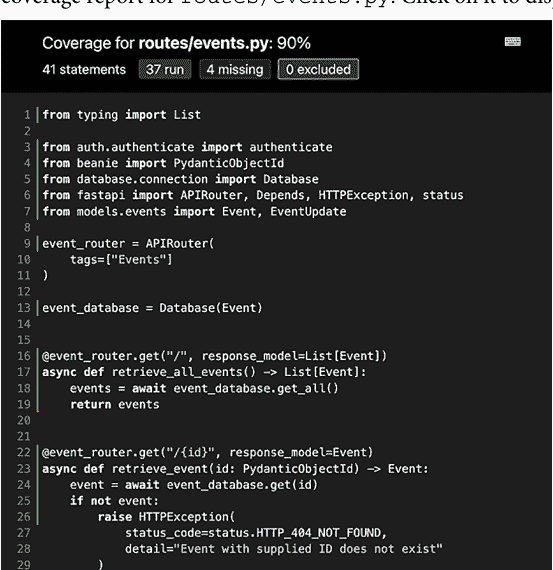 coverage report for routes/events.py. Click on it to dis
Coverage for routes/events.py: 90%
41 statements 37 run 4 missing 0 excluded
1 from typing import List
2
3 from auth.authenticate import authenticate
4 from beanie import PydanticObjectId
5 from database.connection import Database
6 from fastapi import APIRouter, Depends, HTTPException, status
7 from models.events import Event, EventUpdate
8
9 event_router = APIRouter(
10     tags=["Events"]
11 )
12
13 event_database = Database(Event)
14
15
16 @event_router.get("/", response_model=List[Event])
17 async def retrieve_all_events() -> List[Event]:
18     events = await event_database.get_all()
19     return events
20
21
22 @event_router.get("/{id}", response_model=Event)
23 async def retrieve_event(id: PydanticObjectId) -> Event:
24     event = await event_database.get(id)
25     if not event:
26         raise HTTPException(
27             status_code=status.HTTP_404_NOT_FOUND,
28             detail="Event with supplied ID does not exist"
29         )